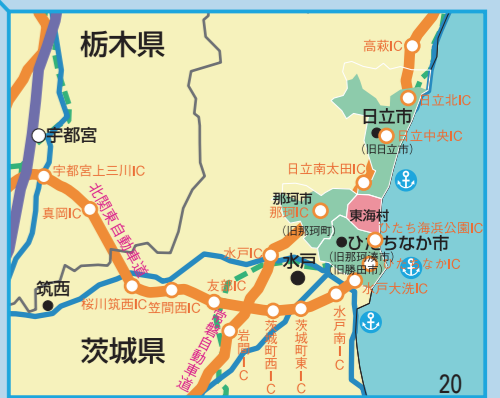 栃木県
高萩IC
日立北IC
日立市
日立中央IC
(旧日立市)
宇都宮
宇都宮上三川IC
日立南太田IC
真岡IC
北関東自動車道
那珂市
那珂IC
(旧那珂町)
東海村
ひたち海浜公園IC
ひたちなか市
(旧那珂湊市)
(旧勝田市)
ひたちなかIC
水戸IC
水戸
水戸大洗IC
筑西
桜川筑西IC
笠間西IC
友部IC
常磐自動車道
岩間IC
茨城町西IC
茨城町東IC
水戸南IC
茨城県
20